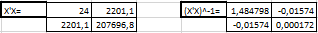 X'X= 24 2201,1 (X'X)^-1= 1,484798 -0,01574
2201,1 207696,8 -0,01574 0,000172